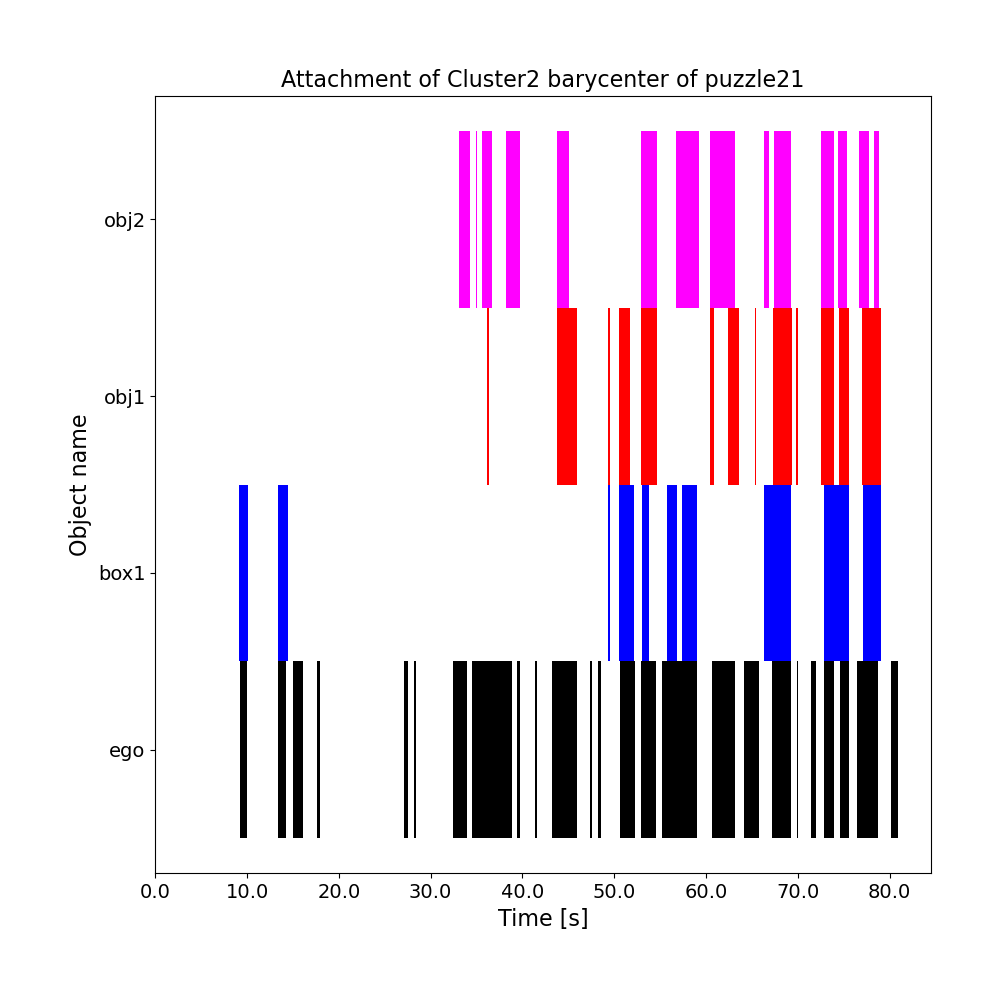 Attachment of Cluster2 barycenter of puzzle21
obj2
obj1
box1
ego
Object name
0.0 10.0 20.0 30.0 40.0 50.0 60.0 70.0 80.0
Time [s]